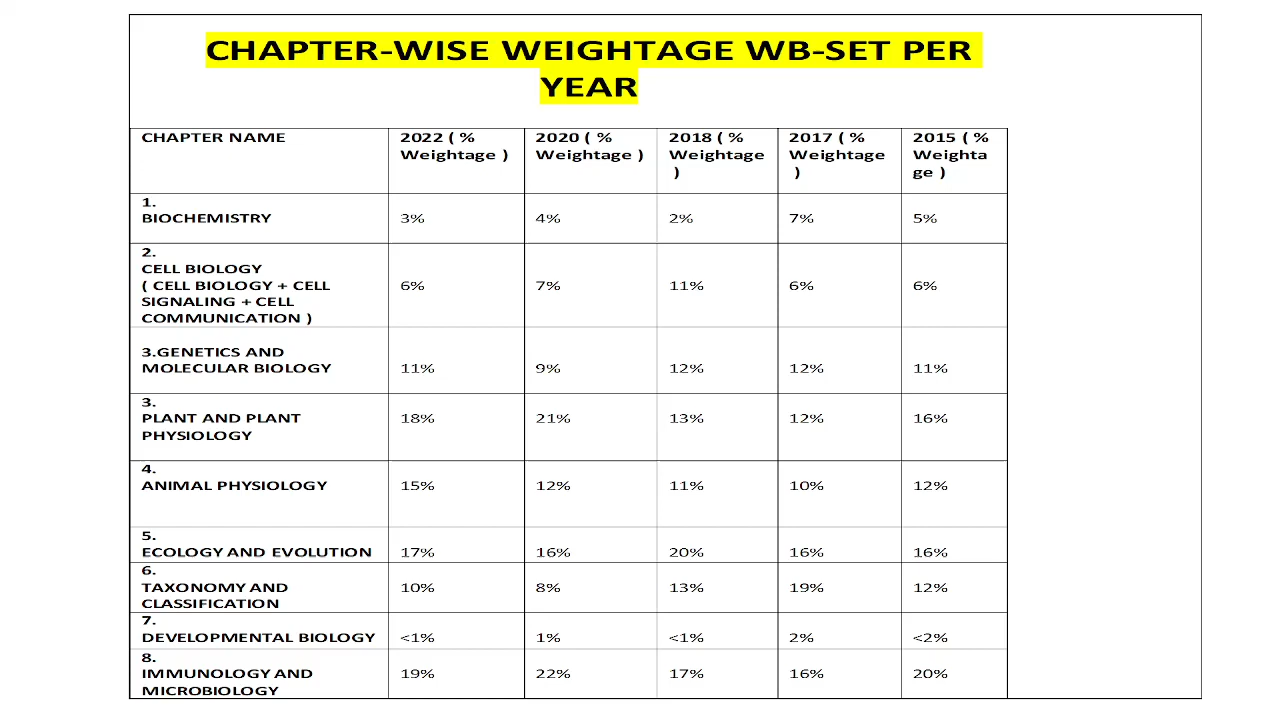 CHAPTER-WISE WEIGHTAGE WB-SET PER
YEAR
CHAPTER NAME
2022 ( %
Weightage )
2020 ( %
Weightage )
2018 ( %
Weightage
)
2017 ( %
Weightage
)
2015 ( %
Weighta
ge )
1.
BIOCHEMISTRY
3%
4%
2%
7%
5%
2.
CELL BIOLOGY
( CELL BIOLOGY + CELL
SIGNALING + CELL
COMMUNICATION )
6%
7%
11%
6%
6%
3.GENETICS AND
MOLECULAR BIOLOGY
11%
9%
12%
12%
11%
3.
PLANT AND PLANT
PHYSIOLOGY
18%
21%
13%
12%
16%
4.
ANIMAL PHYSIOLOGY
15%
12%
11%
10%
12%
5.
ECOLOGY AND EVOLUTION
17%
16%
20%
16%
16%
6.
TAXONOMY AND
CLASSIFICATION
10%
8%
13%
19%
12%
7.
DEVELOPMENTAL BIOLOGY
<1%
1%
<1%
2%
<2%
8.
IMMUNOLOGY AND
MICROBIOLOGY
19%
22%
17%
16%
20%